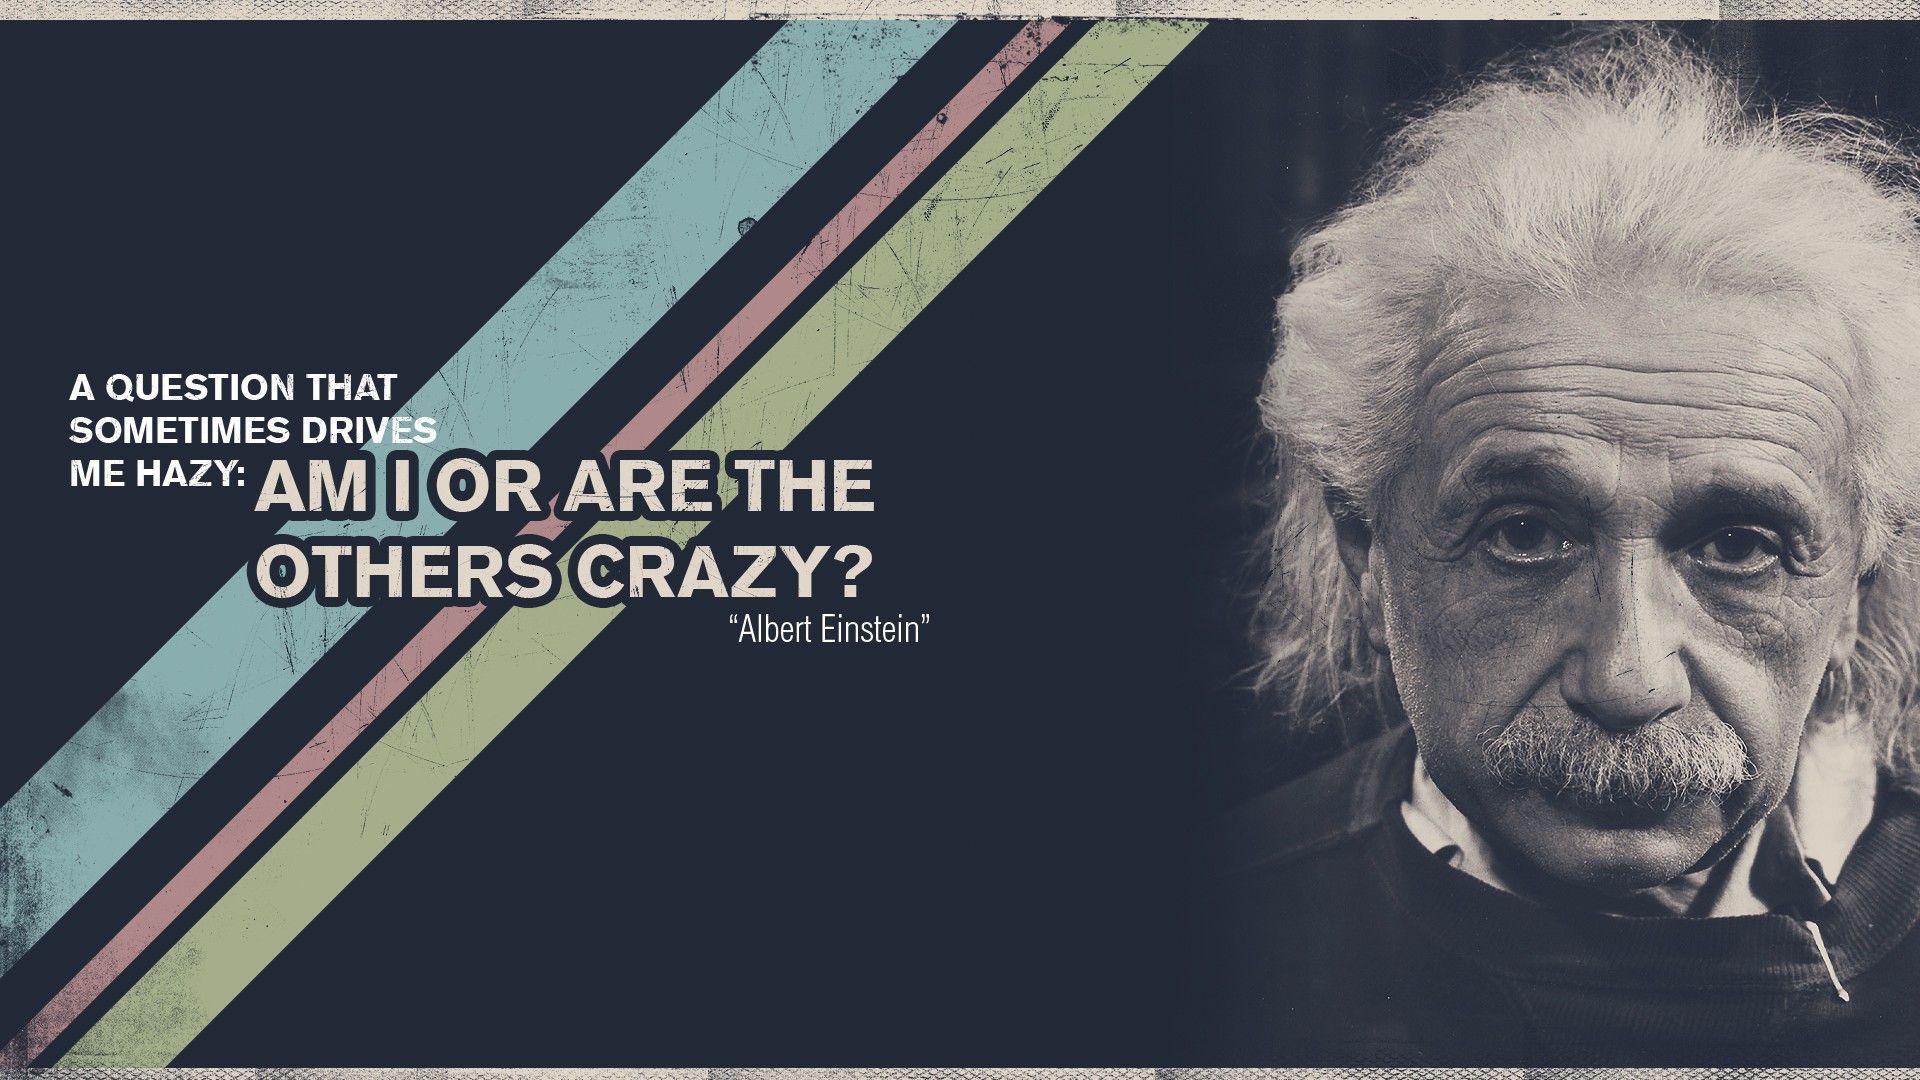 A QUESTION THAT
SOMETIMES DRIVES
ME HAZY: AM I OR ARE THE
OTHERS CRAZY?
“Albert Einstein”